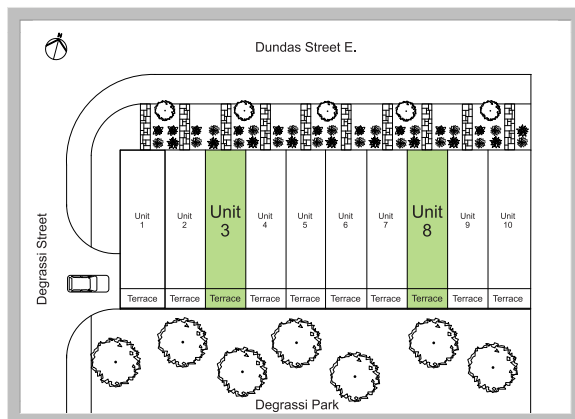 N
Dundas Street E.
Degrassi Street
Unit
1
Unit
2
Unit
3
Unit
4
Unit
5
Unit
6
Unit
7
Unit
8
Unit
9
Unit
10
Terrace Terrace Terrace Terrace Terrace Terrace Terrace Terrace Terrace Terrace
Degrassi Park